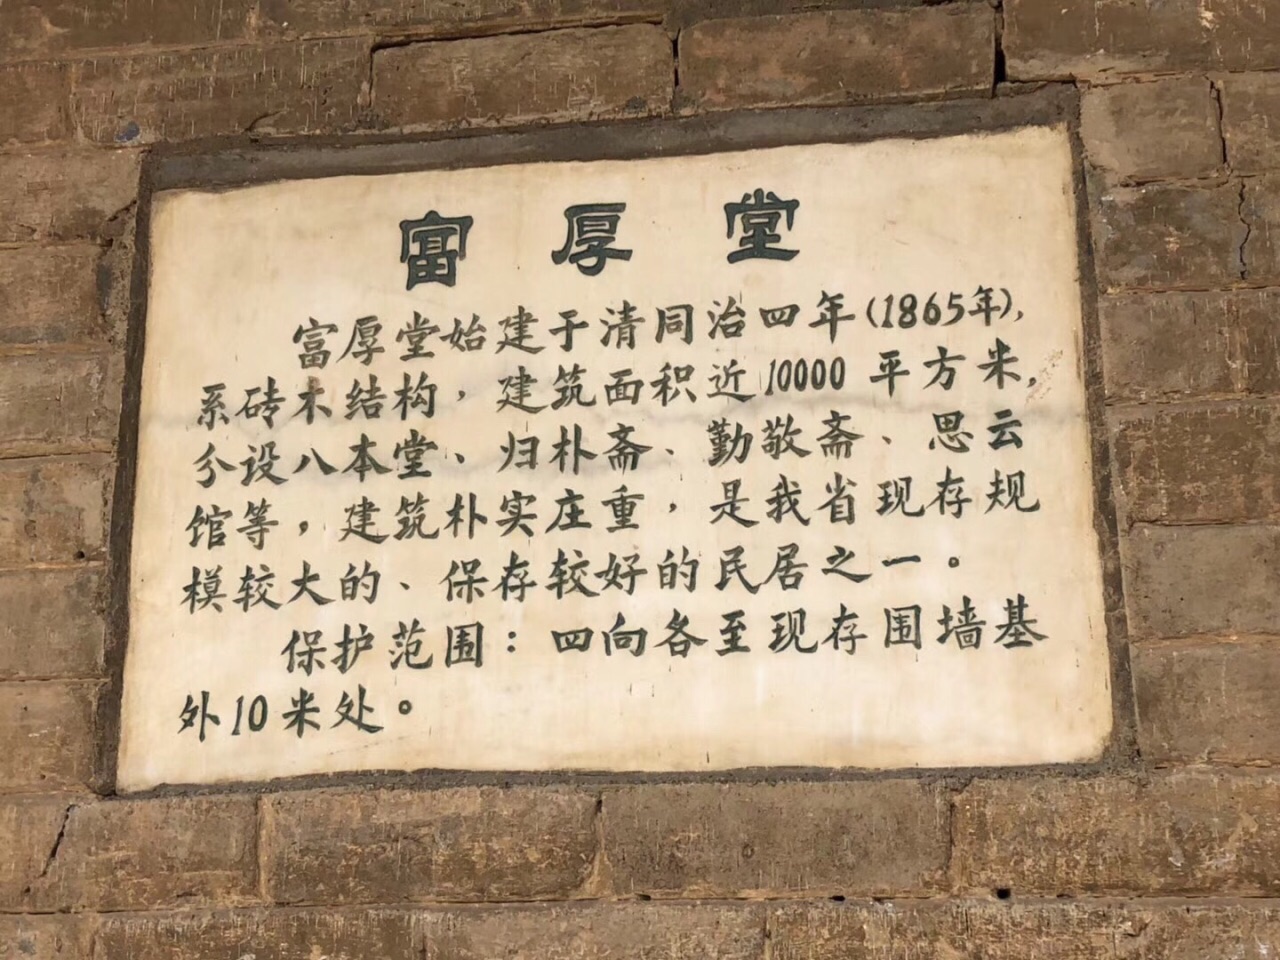 富厚堂
富厚堂始建于清同治四年(1865年),
系砖木结构，建筑面积近10000平方米,
分设八本堂、归朴斋、勤敬斋、思云
馆等，建筑朴实庄重，是我省现存规
模较大的、保存较好的民居之一。
保护范围：四向各至现存围墙基
外10米处。